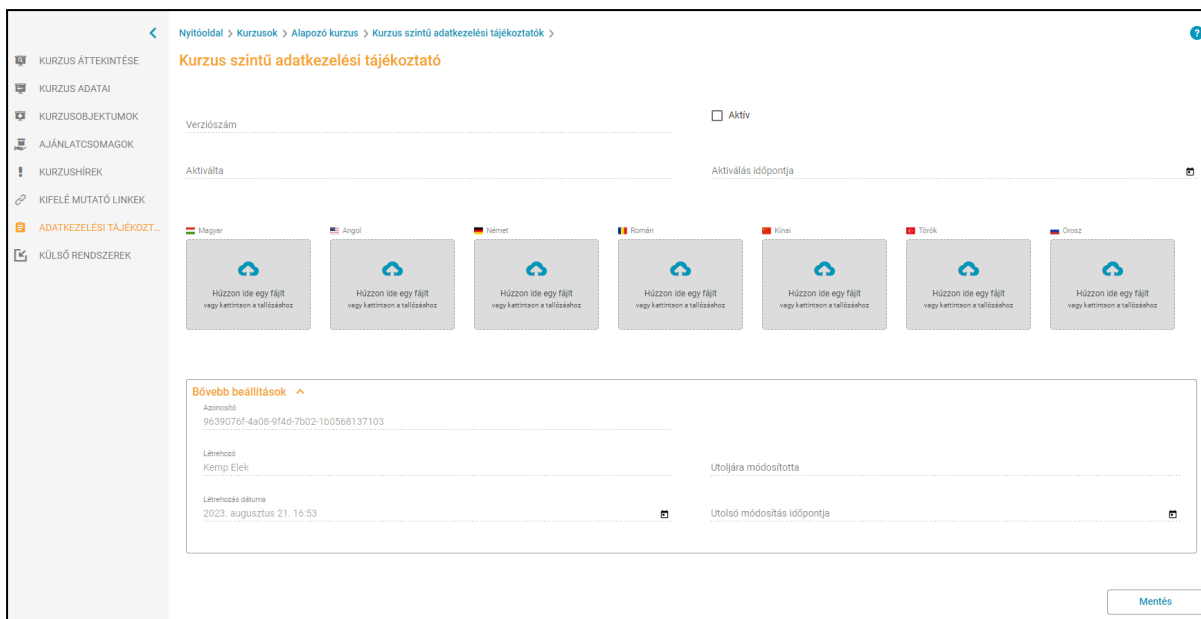 Nyitóoldal > Kurzusok > Alapozó kurzus > Kurzus szintű adatkezelési tájékoztatók >
?
Kurzus szintű adatkezelési tájékoztató
KURZUS ÁTTEKINTÉSE
KURZUS ADATAI
KURZUSOBJEKTUMOK
AJÁNLATCSOMAGOK
KURZUSHÍREK
KIFELÉ MUTATÓ LINKEK
ADATKEZELÉSI TÁJÉKOZT...
KÜLSŐ RENDSZEREK
Verziószám
Aktív
Aktiválta
Aktiválás időpontja
Magyar Angol Német Román Kínai Török Orosz
Húzzon ide egy fájlt Húzzon ide egy fájlt Húzzon ide egy fájlt Húzzon ide egy fájlt Húzzon ide egy fájlt Húzzon ide egy fájlt Húzzon ide egy fájlt
vagy kattintson a tallózáshoz vagy kattintson a tallózáshoz vagy kattintson a tallózáshoz vagy kattintson a tallózáshoz vagy kattintson a tallózáshoz vagy kattintson a tallózáshoz vagy kattintson a tallózáshoz
Bővebb beállítások
Azonosító
9639076f-4a08-9f4d-7b02-1b0568137103
Létrehozó
Kemp Elek
Utoljára módosította
Létrehozás dátuma
2023. augusztus 21. 16:53
Utolsó módosítás időpontja
Mentés